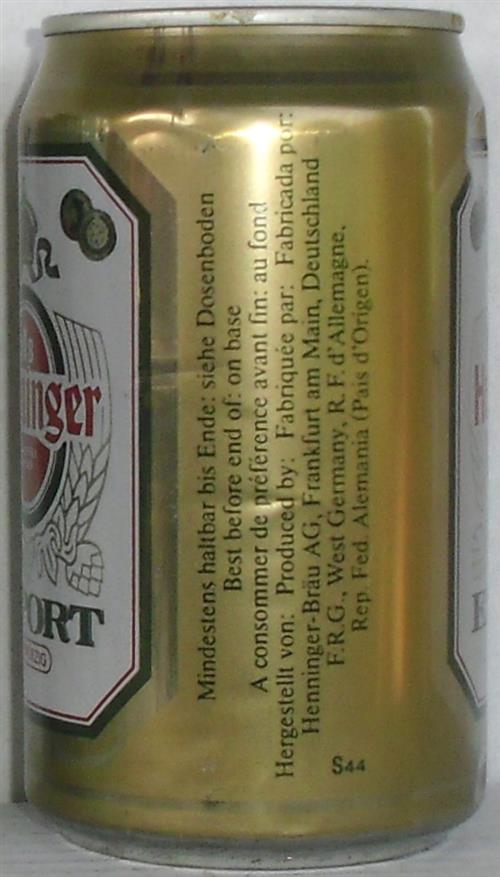 Mindestens haltbar bis Ende: siehe Dosenboden
Best before end of: on base
A consommer de préférence avant fin: au fond
Hergestellt von: Produced by: Fabriquée par: Fabricada por:
Henninger-Bräu AG, Frankfurt am Main, Deutschland
F.R.G., West Germany, R.F. d'Allemagne,
Rep. Fed. Alemania (Pais d'Origen).
S44
inger
PORT